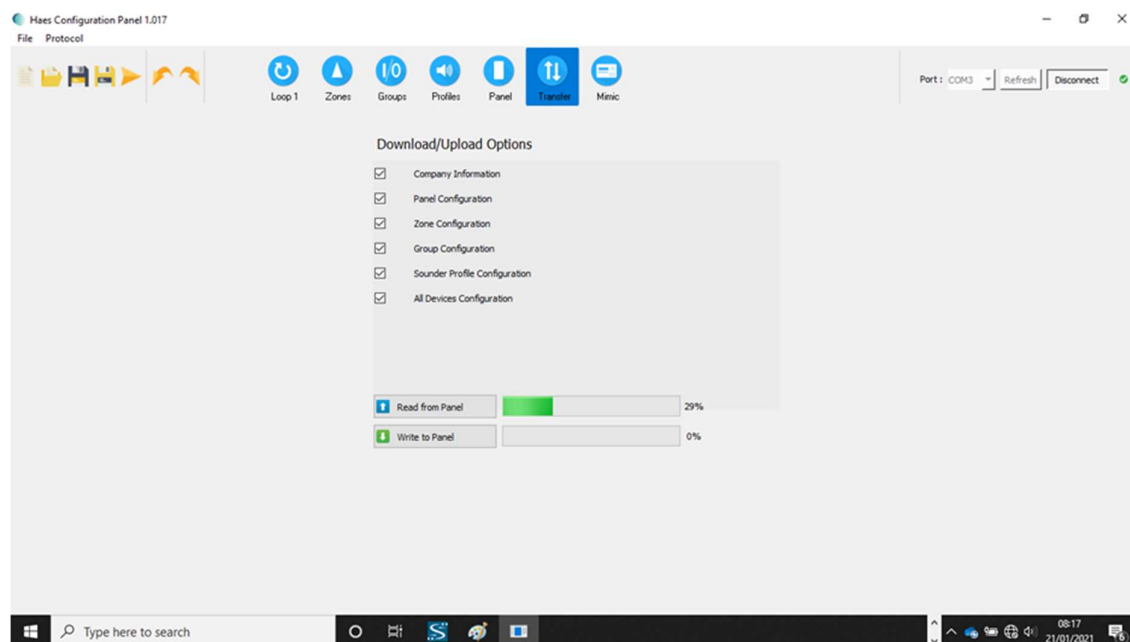 Haes Configuration Panel 1.017
File Protocol
Loop 1 Zones Groups Profiles Panel Transfer Mimic
Port : COM3 Refresh Disconnect
Download/Upload Options
Company Information
Panel Configuration
Zone Configuration
Group Configuration
Sounder Profile Configuration
All Devices Configuration
Read from Panel 29%
Write to Panel 0%
Type here to search
08:17
21/01/2021
6